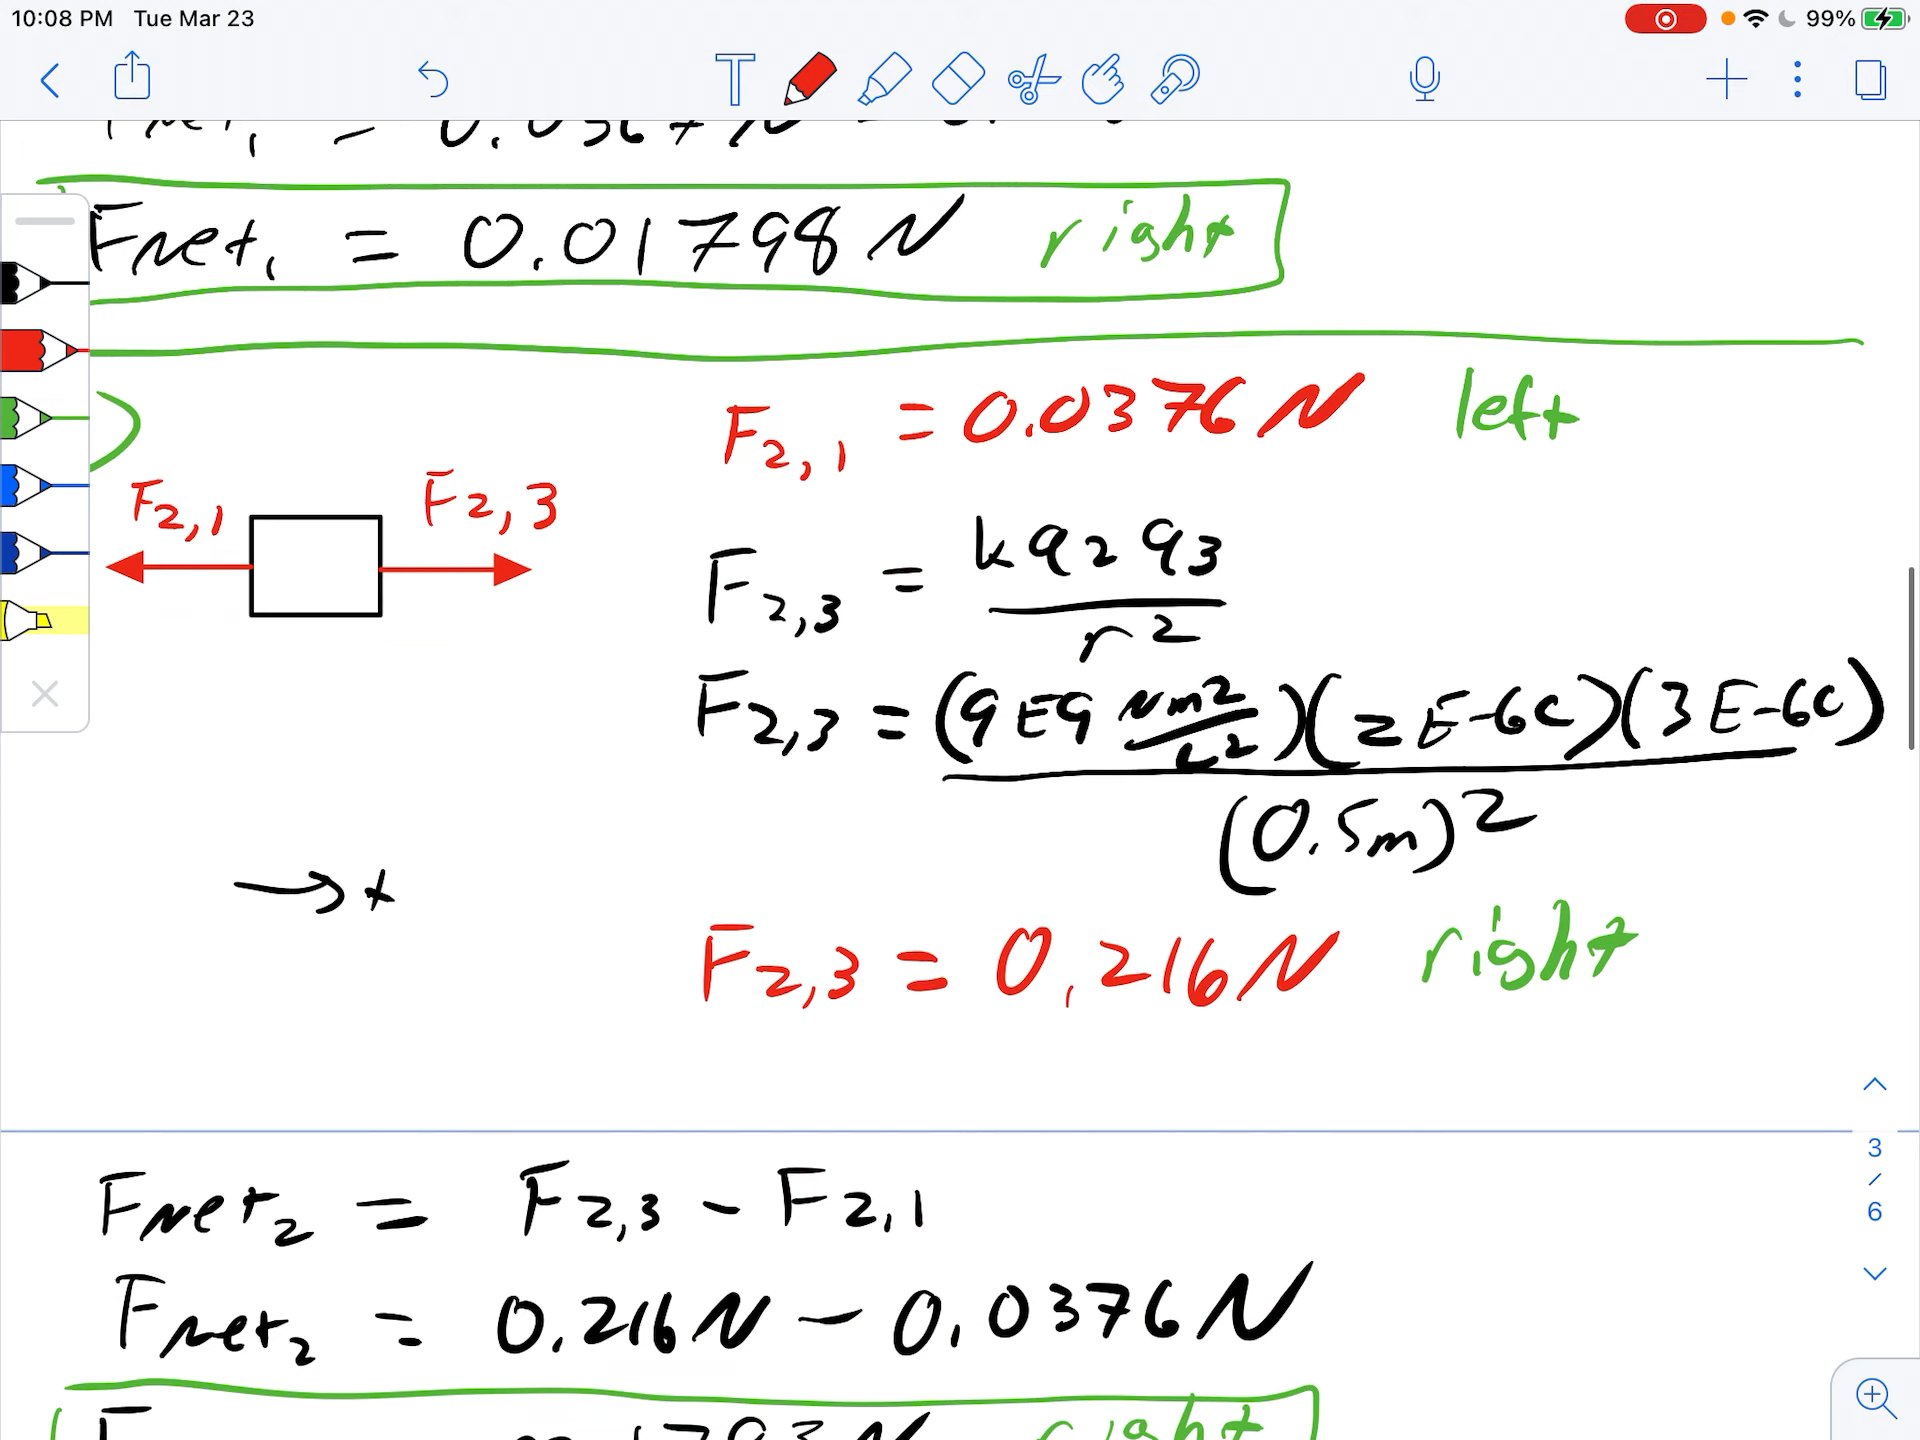 10:08 PM Tue Mar 23
99%
Fnet₁ = 0.01798 N right
F₂,₁ = 0.0376 N left
F₂,₁ F₂,₃
F₂,₃ = kq₂q₃ / r²
F₂,₃ = (9E9 Nm²/C²)(2E-6C)(3E-6C) / (0.5m)²
→ +
F₂,₃ = 0.216 N right
3 / 6
Fnet₂ = F₂,₃ - F₂,₁
Fnet₂ = 0.216 N - 0.0376 N
right